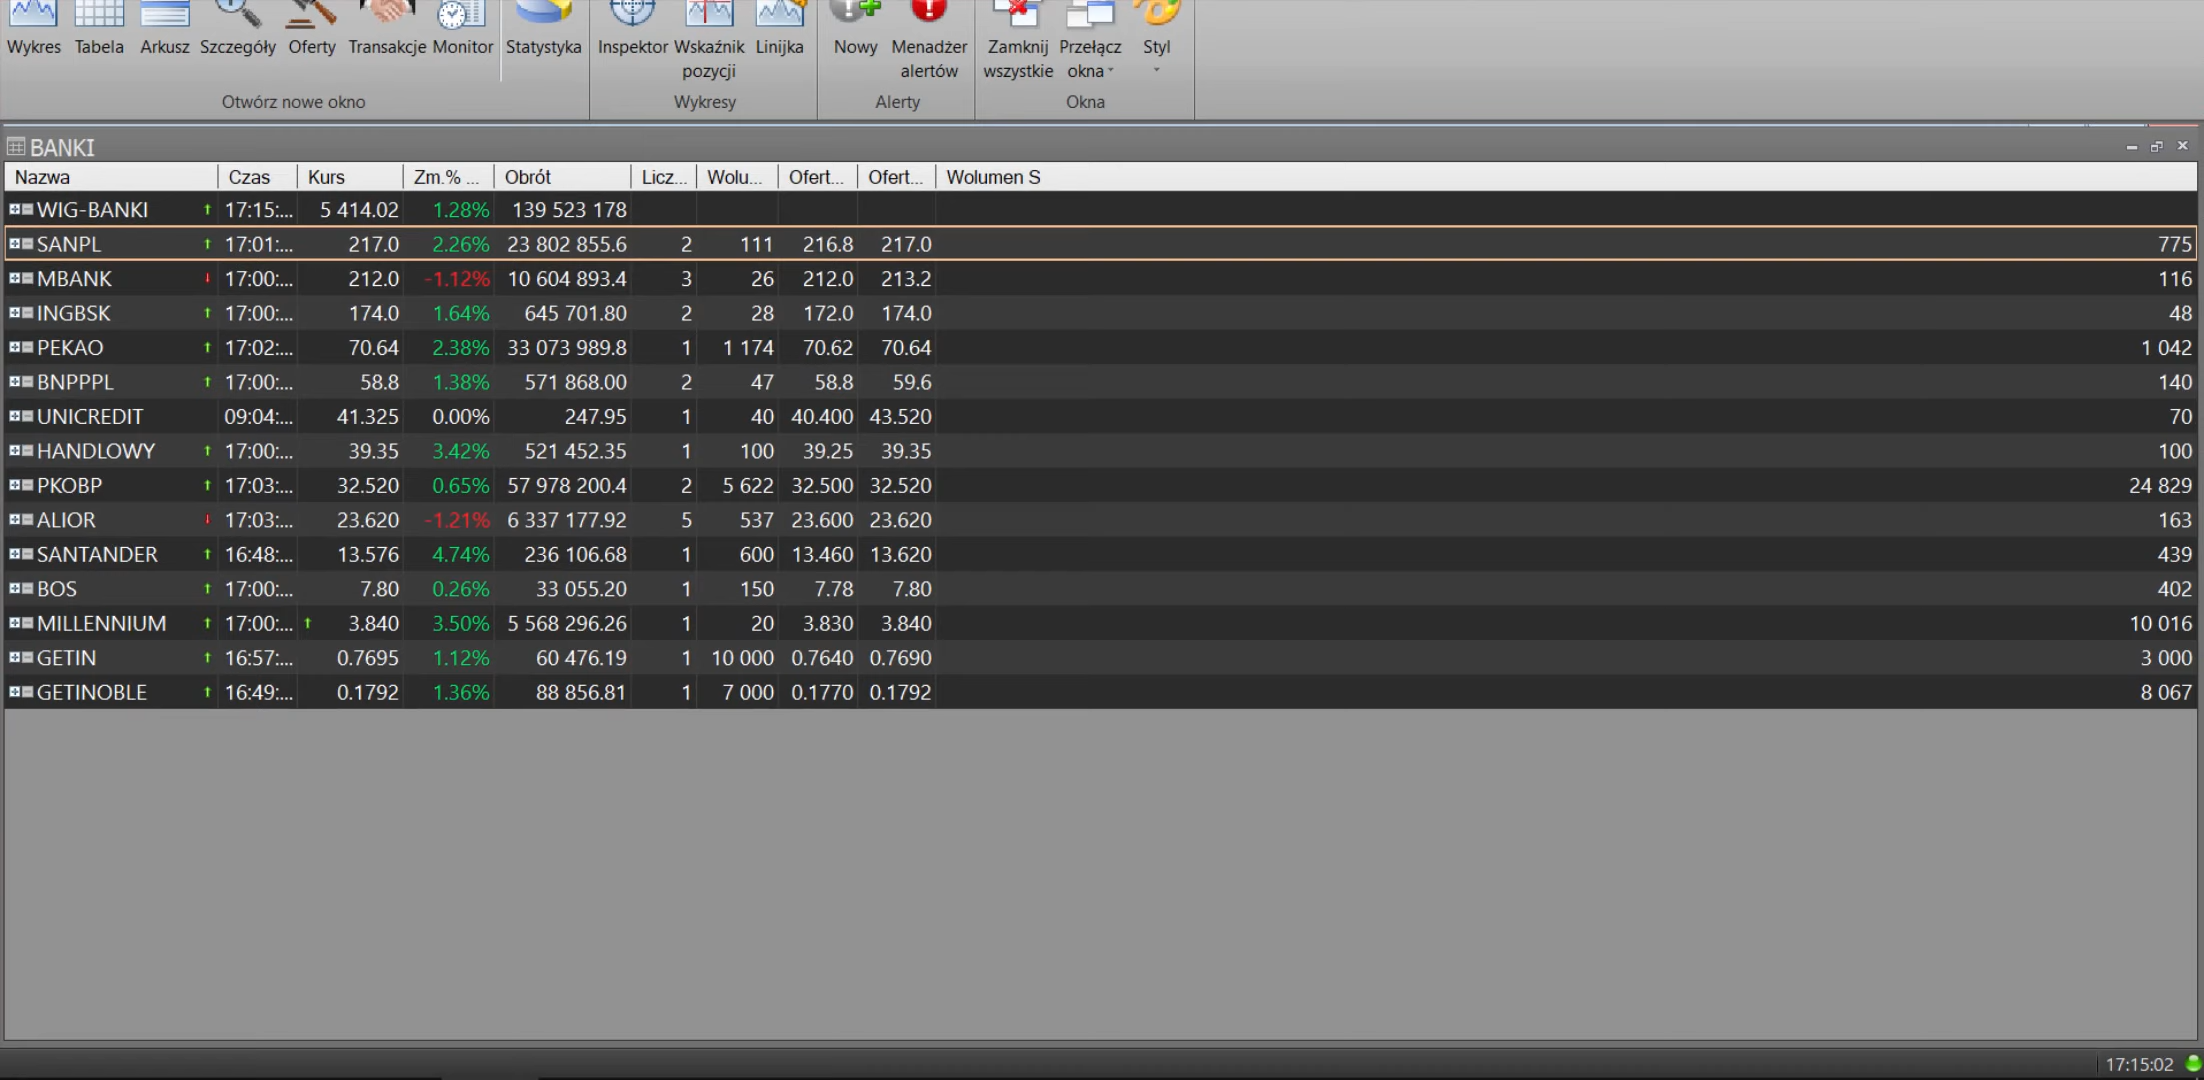 Wykres Tabela Arkusz Szczegóły Oferty Transakcje Monitor Statystyka Inspektor Wskaźnik pozycji Linijka Nowy Menadżer alertów Zamknij wszystkie Przełącz okna Styl
Otwórz nowe okno Wykresy Alerty Okna
BANKI
Nazwa Czas Kurs Zm.% ... Obrót Licz... Wolu... Ofert... Ofert... Wolumen S
WIG-BANKI 17:15:... 5 414.02 1.28% 139 523 178
SANPL 17:01:... 217.0 2.26% 23 802 855.6 2 111 216.8 217.0 775
MBANK 17:00:... 212.0 -1.12% 10 604 893.4 3 26 212.0 213.2 116
INGBSK 17:00:... 174.0 1.64% 645 701.80 2 28 172.0 174.0 48
PEKAO 17:02:... 70.64 2.38% 33 073 989.8 1 1 174 70.62 70.64 1 042
BNPPPL 17:00:... 58.8 1.38% 571 868.00 2 47 58.8 59.6 140
UNICREDIT 09:04:... 41.325 0.00% 247.95 1 40 40.400 43.520 70
HANDLOWY 17:00:... 39.35 3.42% 521 452.35 1 100 39.25 39.35 100
PKOBP 17:03:... 32.520 0.65% 57 978 200.4 2 5 622 32.500 32.520 24 829
ALIOR 17:03:... 23.620 -1.21% 6 337 177.92 5 537 23.600 23.620 163
SANTANDER 16:48:... 13.576 4.74% 236 106.68 1 600 13.460 13.620 439
BOS 17:00:... 7.80 0.26% 33 055.20 1 150 7.78 7.80 402
MILLENNIUM 17:00:... 3.840 3.50% 5 568 296.26 1 20 3.830 3.840 10 016
GETIN 16:57:... 0.7695 1.12% 60 476.19 1 10 000 0.7640 0.7690 3 000
GETINOBLE 16:49:... 0.1792 1.36% 88 856.81 1 7 000 0.1770 0.1792 8 067
17:15:02